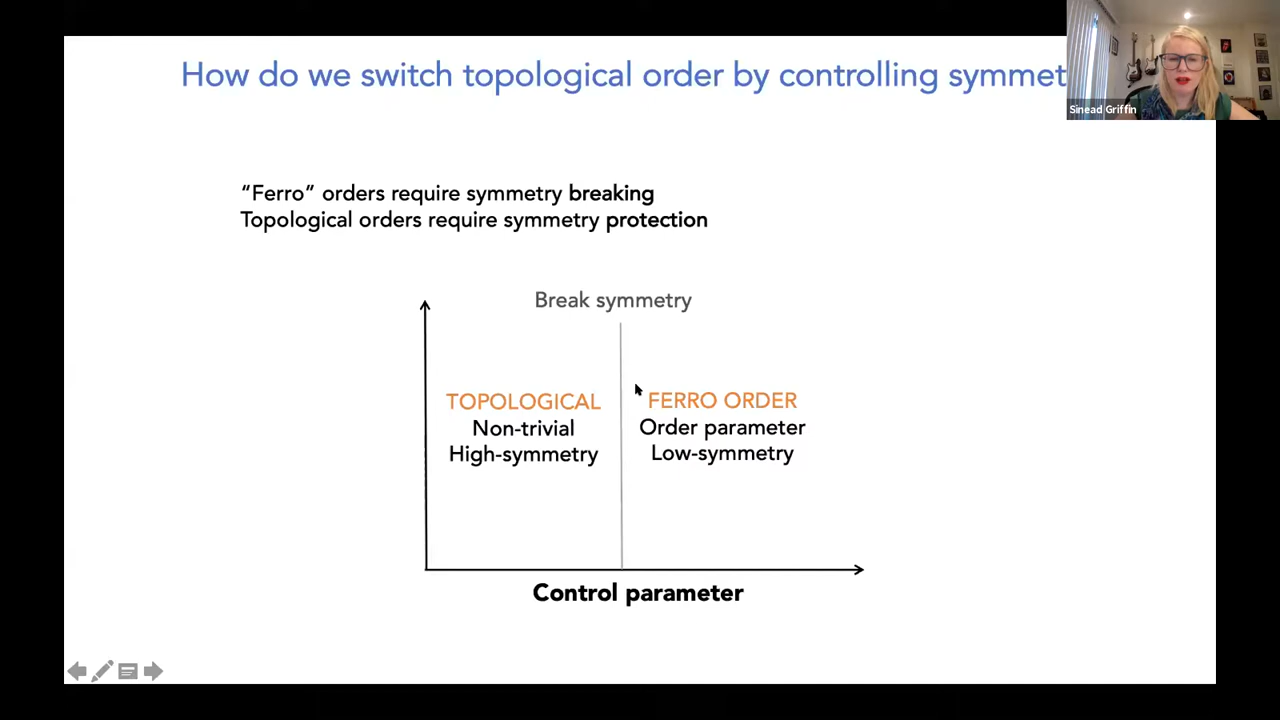 How do we switch topological order by controlling symmet
Sinead Griffin
“Ferro” orders require symmetry breaking
Topological orders require symmetry protection
Break symmetry
TOPOLOGICAL
Non-trivial
High-symmetry
FERRO ORDER
Order parameter
Low-symmetry
Control parameter